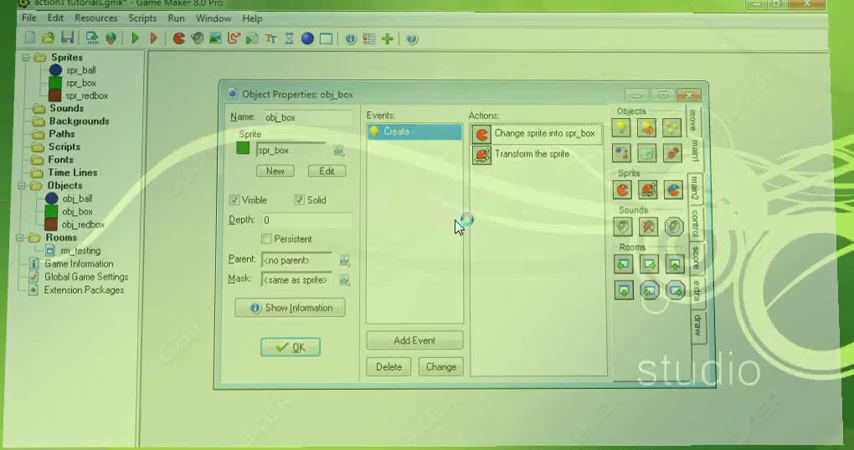 actions tutorials.gmk* - Game Maker 8.0 Pro
File Edit Resources Scripts Run Window Help
Sprites
spr_ball
spr_box
spr_redbox
Sounds
Backgrounds
Paths
Scripts
Fonts
Time Lines
Objects
obj_ball
obj_box
obj_redbox
Rooms
rm_testing
Game Information
Global Game Settings
Extension Packages
Object Properties: obj_box
Name: obj_box
Sprite
spr_box
New Edit
Visible Solid
Depth: 0
Persistent
Parent: <no parent>
Mask: <same as sprite>
Show Information
OK
Events:
Create
Add Event
Delete Change
Actions:
Change sprite into spr_box
Transform the sprite
Objects
Sprite
Sounds
Rooms
move
main1
main2
control
score
extra
draw
studio